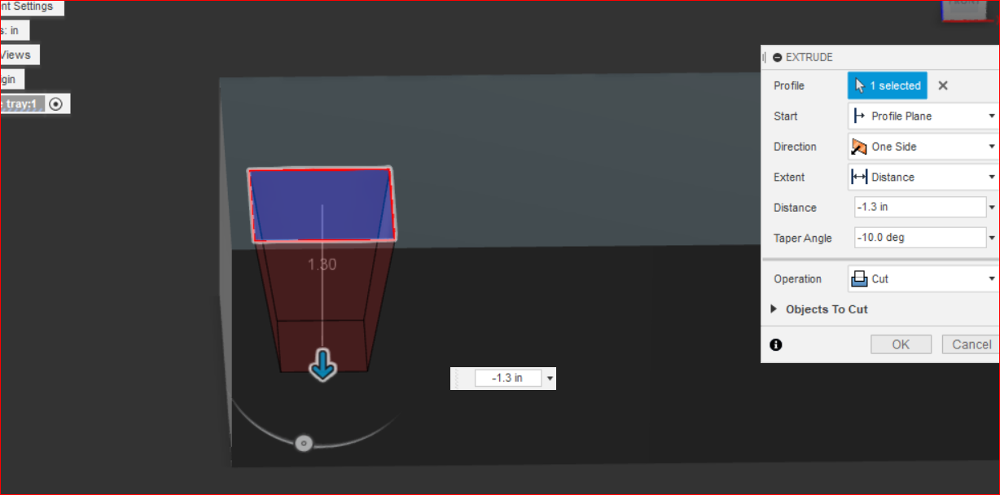 nt Settings
s: in
Views
gin
tray:1
EXTRUDE
Profile
1 selected
Start
Profile Plane
Direction
One Side
Extent
Distance
Distance
-1.3 in
Taper Angle
-10.0 deg
Operation
Cut
Objects To Cut
OK
Cancel
1.30
-1.3 in